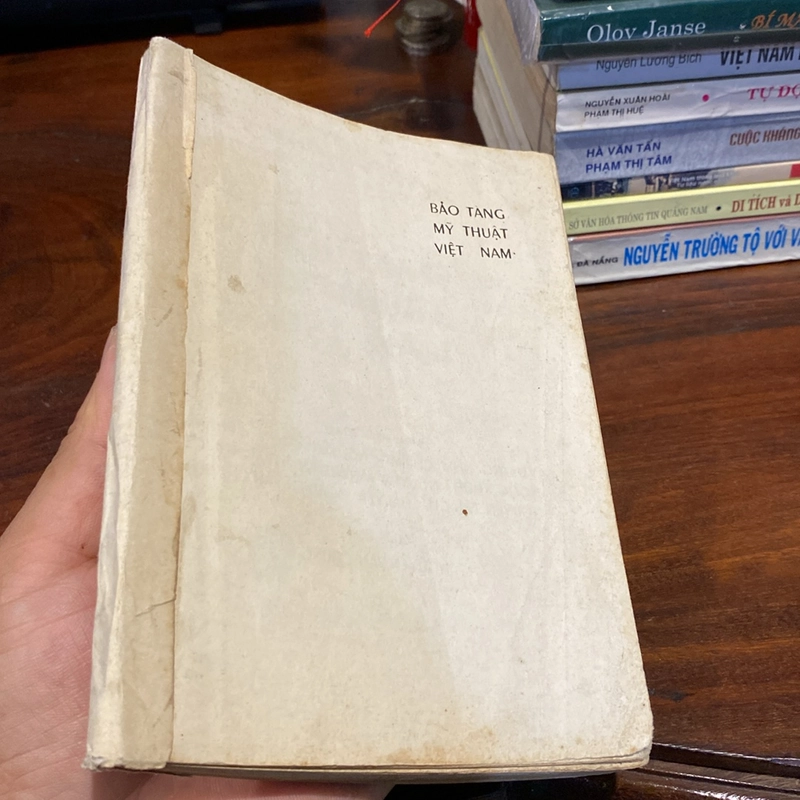 BẢO TÀNG
MỸ THUẬT
VIỆT NAM
Olov Janse
BÍ
Nguyễn Lương Bích VIỆT NAM
NGUYỄN XUÂN HOÀI
PHẠM THỊ HUỆ
TỰ
HÀ VĂN TẤN
PHẠM THỊ TÂM
CUỘC KHÁNG
SỞ VĂN HÓA THÔNG TIN QUẢNG NAM • DI TÍCH và
ĐÀ NẴNG NGUYỄN TRƯỜNG TỘ VỚI